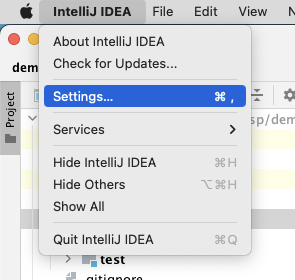 IntelliJ IDEA File Edit View
dem
About IntelliJ IDEA
Check for Updates...
Project
Settings... ⌘ ,
sp/dem
Services
Hide IntelliJ IDEA ⌘H
Hide Others ⌥⌘H
Show All
Quit IntelliJ IDEA ⌘Q
test
.gitignore